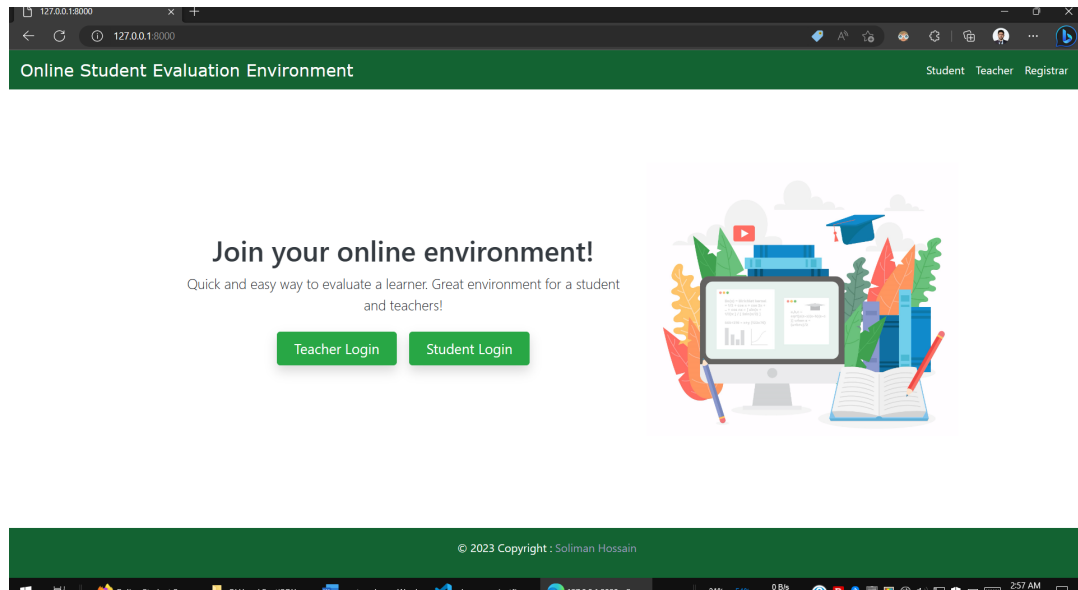 127.0.0.1:8000
127.0.0.1:8000
Online Student Evaluation Environment
Student Teacher Registrar
Join your online environment!
Quick and easy way to evaluate a learner. Great environment for a student
and teachers!
Teacher Login Student Login
© 2023 Copyright : Soliman Hossain
0 B/s
2:57 AM